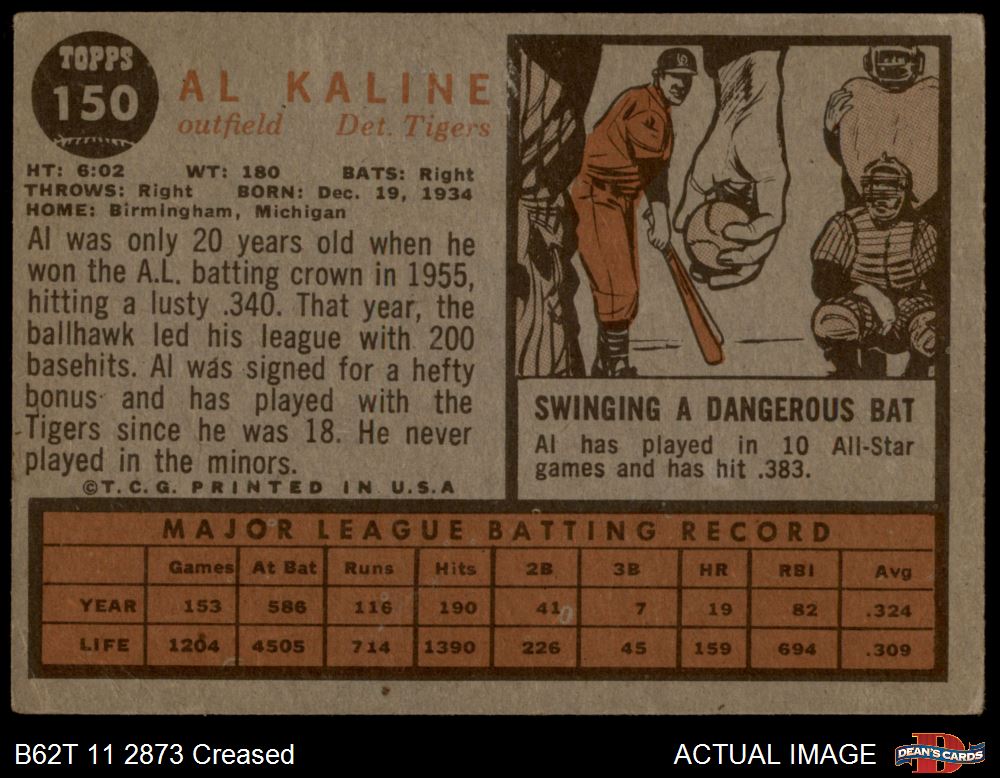 TOPPS
150
AL KALINE
outfield Det. Tigers
HT: 6:02 WT: 180 BATS: Right
THROWS: Right BORN: Dec. 19, 1934
HOME: Birmingham, Michigan
Al was only 20 years old when he
won the A.L. batting crown in 1955,
hitting a lusty .340. That year, the
ballhawk led his league with 200
basehits. Al was signed for a hefty
bonus and has played with the
Tigers since he was 18. He never
played in the minors.
©T.C.G. PRINTED IN U.S.A
SWINGING A DANGEROUS BAT
Al has played in 10 All-Star
games and has hit .383.
MAJOR LEAGUE BATTING RECORD
Games At Bat Runs Hits 2B 3B HR RBI Avg
YEAR 153 586 116 190 41 7 19 82 .324
LIFE 1204 4505 714 1390 226 45 159 694 .309
B62T 11 2873 Creased ACTUAL IMAGE DEAN'S CARDS